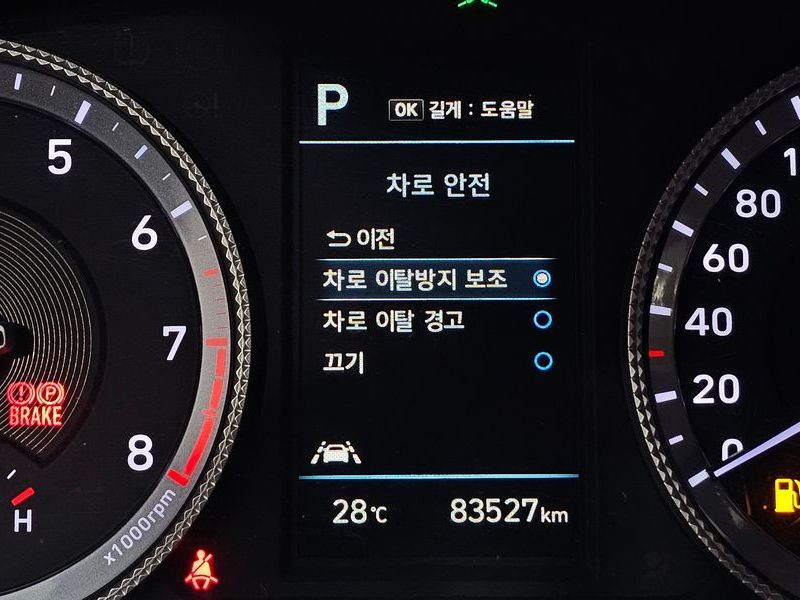 P OK 길게 : 도움말
차로 안전
이전
차로 이탈방지 보조
차로 이탈 경고
끄기
28℃ 83527km
5
6
7
8
x1000rpm
H
P
BRAKE
80
60
40
20
0